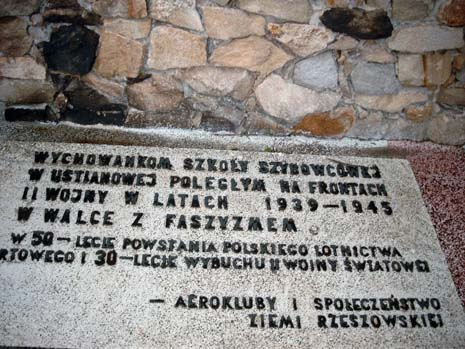 WYCHOWANKOM SZKOŁY SZYBOWCOWEJ
W USTIANOWEJ POLEGŁYM NA FRONTACH
II WOJNY W LATACH 1939-1945
W WALCE Z FASZYZMEM
W 50-LECIE POWSTANIA POLSKIEGO LOTNICTWA
RTOWEGO I 30-LECIE WYBUCHU II WOJNY ŚWIATOWEJ
- AEROKLUBY I SPOŁECZEŃSTWO
ZIEMI RZESZOWSKIEJ